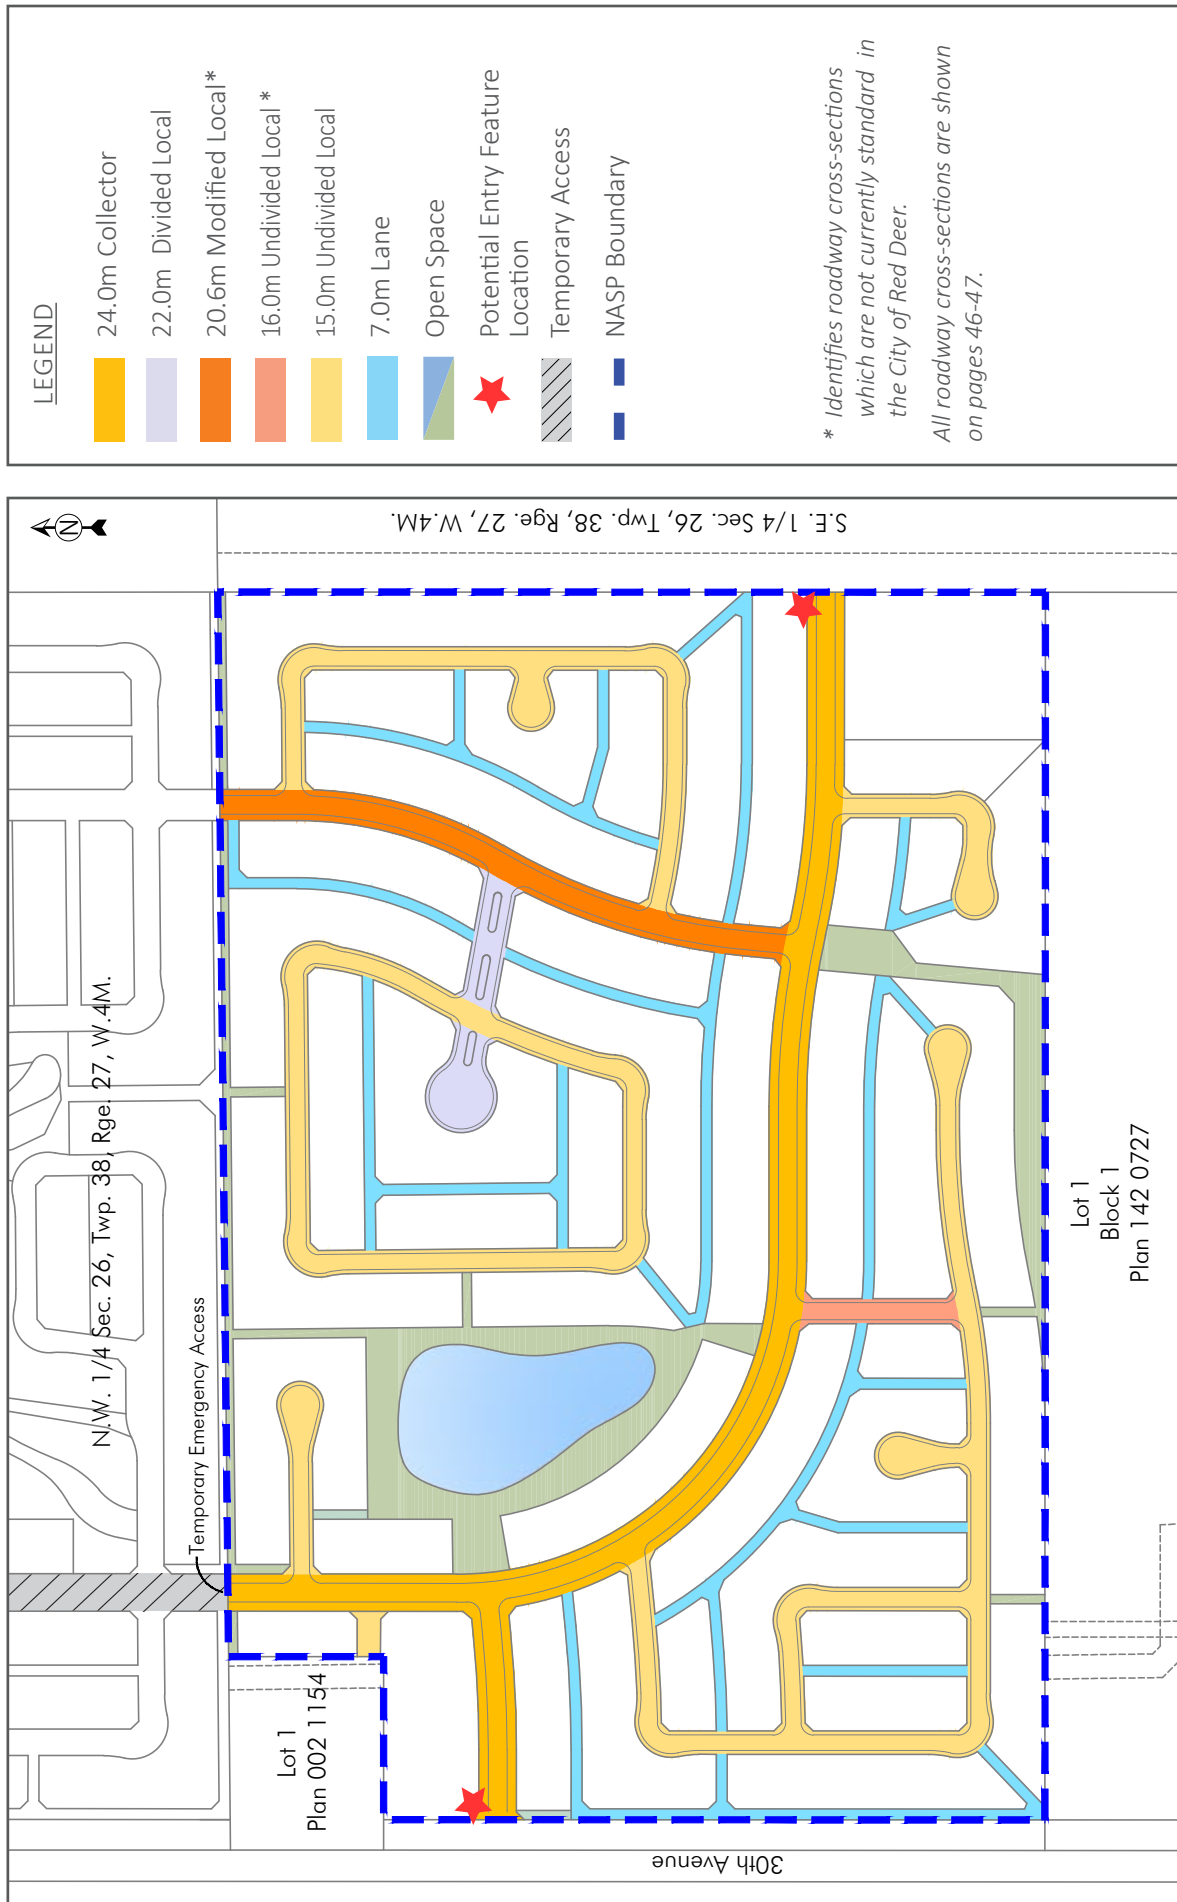 LEGEND
24.0m Collector
22.0m Divided Local
20.6m Modified Local*
16.0m Undivided Local *
15.0m Undivided Local
7.0m Lane
Open Space
Potential Entry Feature
Location
Temporary Access
NASP Boundary
* Identifies roadway cross-sections
which are not currently standard in
the City of Red Deer.
All roadway cross-sections are shown
on pages 46-47.
N
N.W. 1/4 Sec. 26, Twp. 38, Rge. 27, W.4M.
S.E. 1/4 Sec. 26, Twp. 38, Rge. 27, W.4M.
Temporary Emergency Access
Lot 1
Plan 002 1154
30th Avenue
Lot 1
Block 1
Plan 142 0727